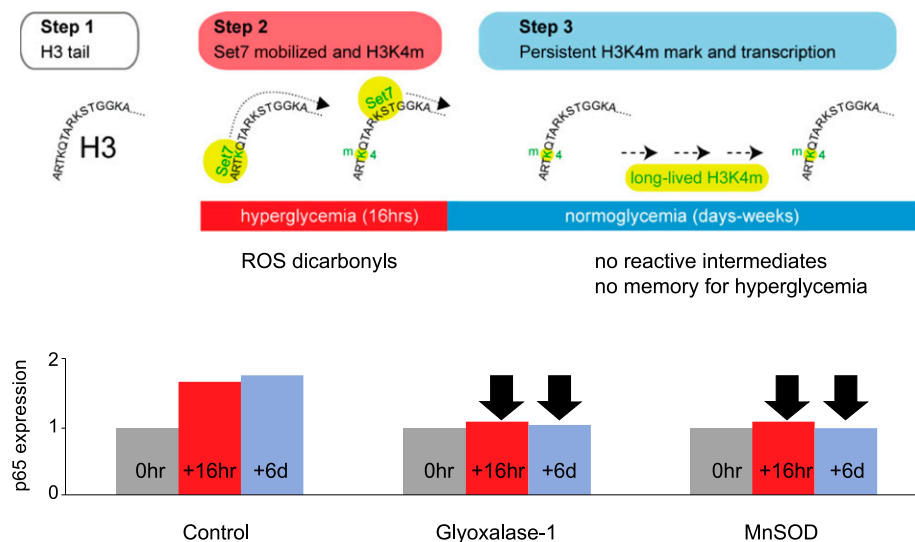 Step 1
H3 tail
Step 2
Set7 mobilized and H3K4m
Step 3
Persistent H3K4m mark and transcription
ARTKQTARKSTGGKA......
H3
Set7
ARTKQTARKSTGGKA......
Set7
ARTKQTARKSTGGKA......
m 4
ARTKQTARKSTGGKA......
m 4
long-lived H3K4m
ARTKQTARKSTGGKA......
m 4
hyperglycemia (16hrs)
normoglycemia (days-weeks)
ROS dicarbonyls
no reactive intermediates
no memory for hyperglycemia
p65 expression
2
1
0
0hr
+16hr
+6d
0hr
+16hr
+6d
0hr
+16hr
+6d
Control
Glyoxalase-1
MnSOD